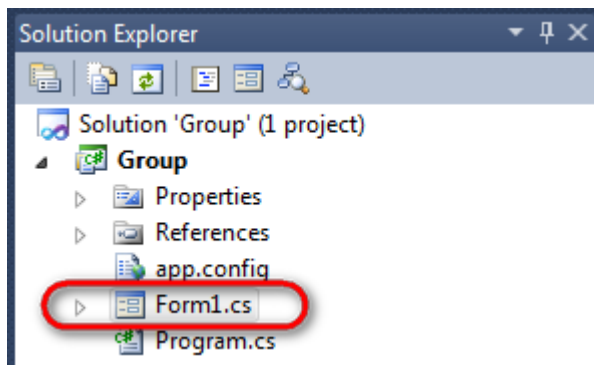 Solution Explorer
Solution 'Group' (1 project)
Group
Properties
References
app.config
Form1.cs
Program.cs